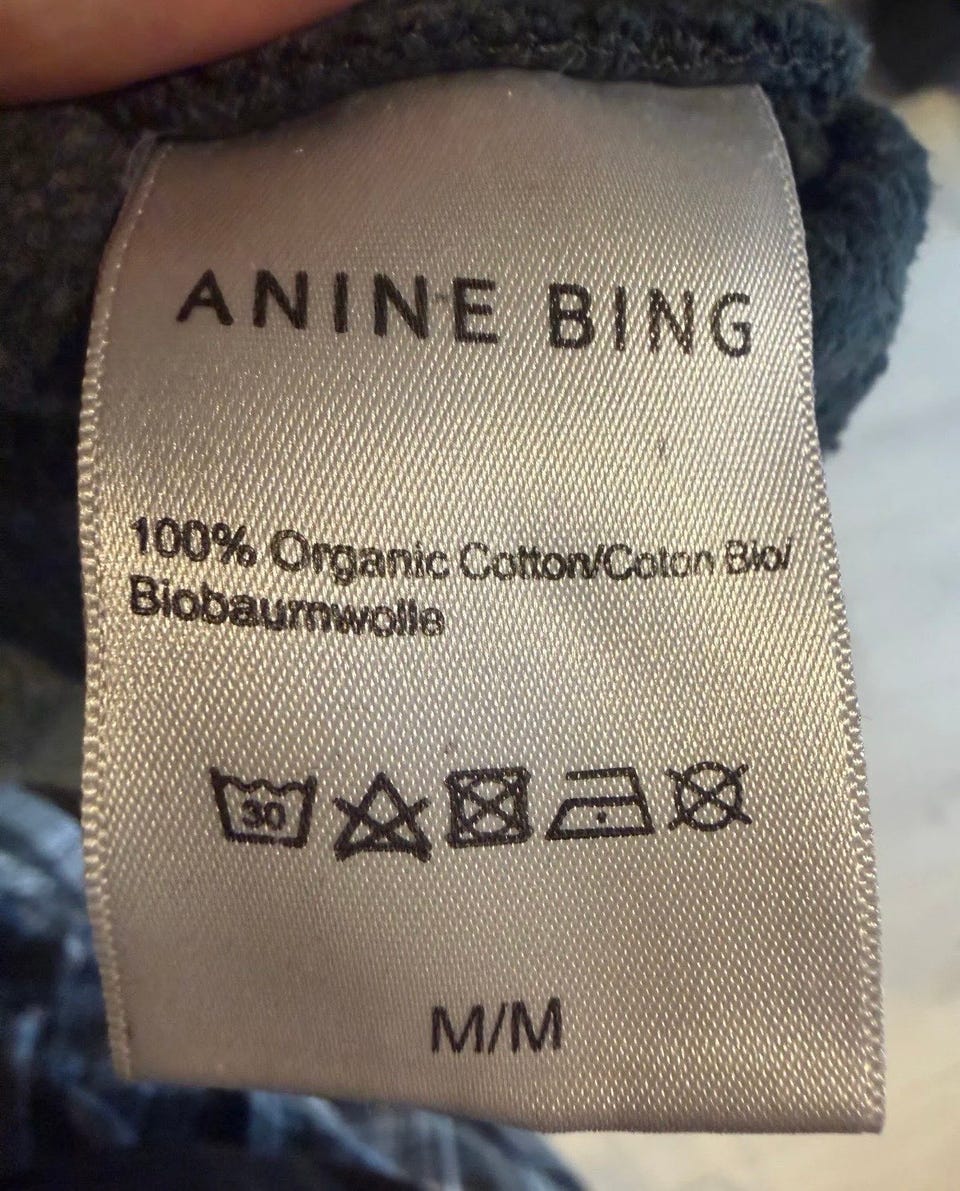 ANINE BING
100% Organic Cotton/Coton Bio/
Biobaumwolle
30
M/M